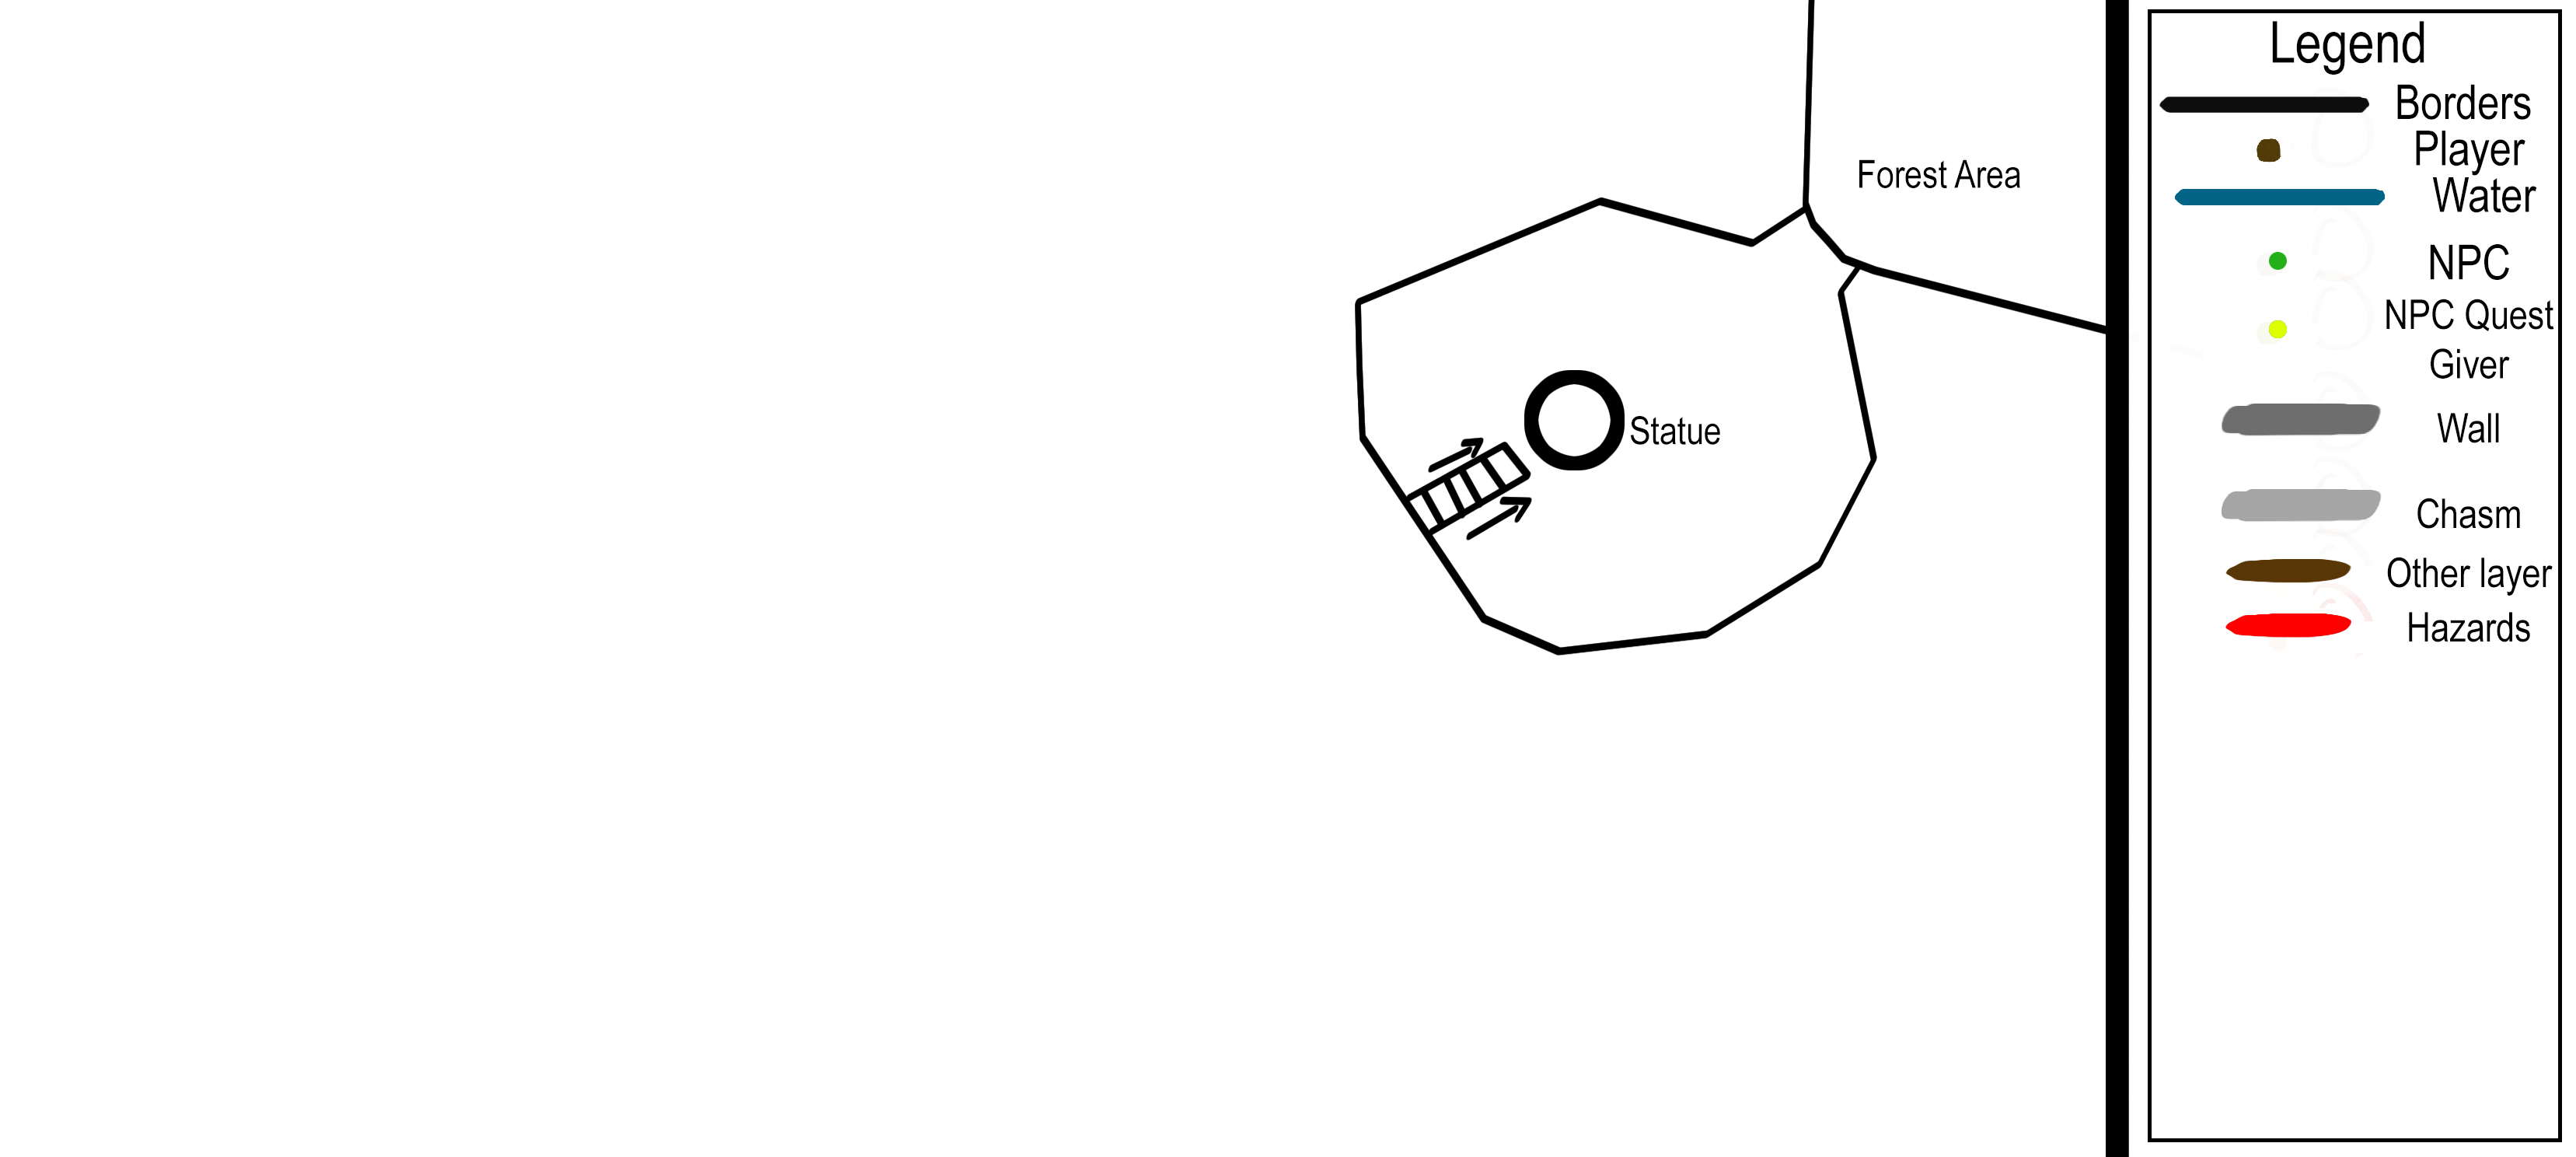 Legend
Borders
Player
Water
NPC
NPC Quest
Giver
Wall
Chasm
Other layer
Hazards
Forest Area
Statue